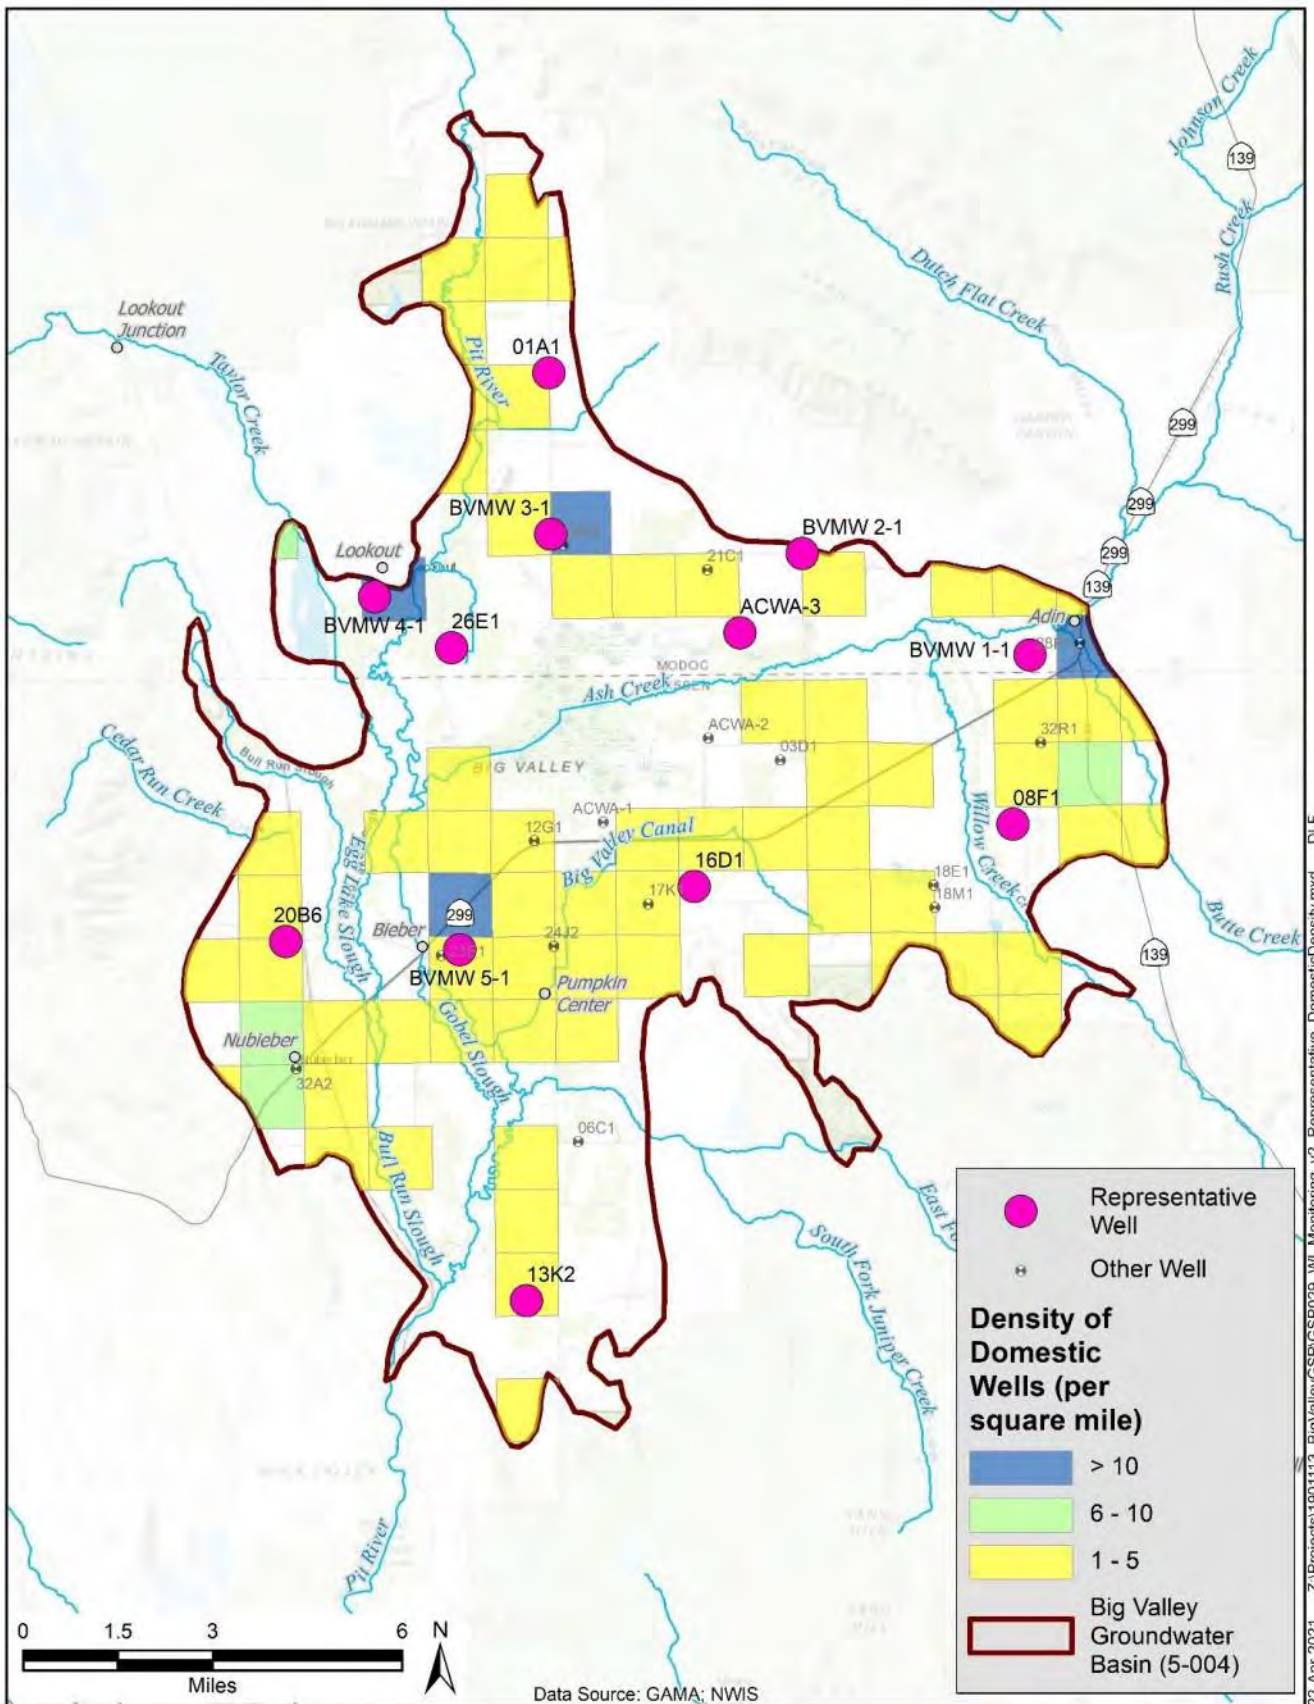 Johnson Creek
139
Rush Creek
Dutch Flat Creek
Lookout
Junction
Taylor Creek
Pit River
01A1
299
299
299
139
BVMW 3-1
BVMW 2-1
21C1
Lookout
BVMW 4-1
26E1
ACWA-3
Adin
BVMW 1-1
MODOC
Ash Creek
ACWA-2
03D1
32R1
BIG VALLEY
Bull Run Slough
Cedar Run Creek
ACWA-1
12G1
Big Valley Canal
16D1
08F1
Willow Creek
18E1
18M1
17K
Egg Lake Slough
20B6
299
Bieber
BVMW 5-1
24J2
Pumpkin
Center
Butte Creek
139
Gobel Slough
Nubieber
Nubieber
32A2
06C1
Bull Run Slough
13K2
South Fork Juniper Creek
Pit River
Representative
Well
Other Well
Density of
Domestic
Wells (per
square mile)
> 10
6 - 10
1 - 5
Big Valley
Groundwater
Basin (5-004)
0 1.5 3 6
Miles
N
Data Source: GAMA; NWIS